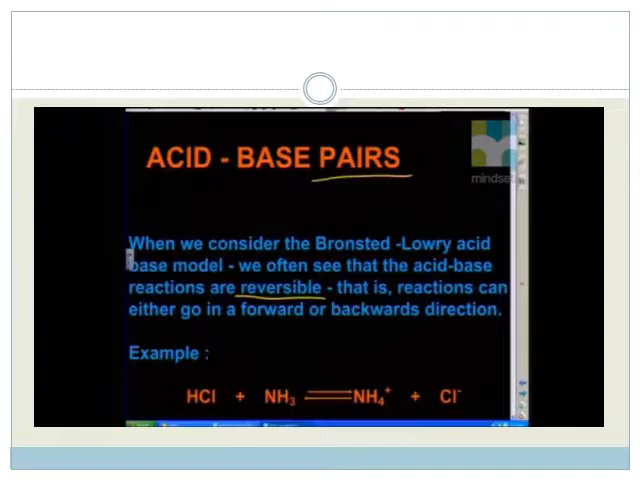 ACID - BASE PAIRS
mindse
When we consider the Bronsted -Lowry acid
base model - we often see that the acid-base
reactions are reversible - that is, reactions can
either go in a forward or backwards direction.
Example :
HCl + NH₃ ⇌ NH₄⁺ + Cl⁻